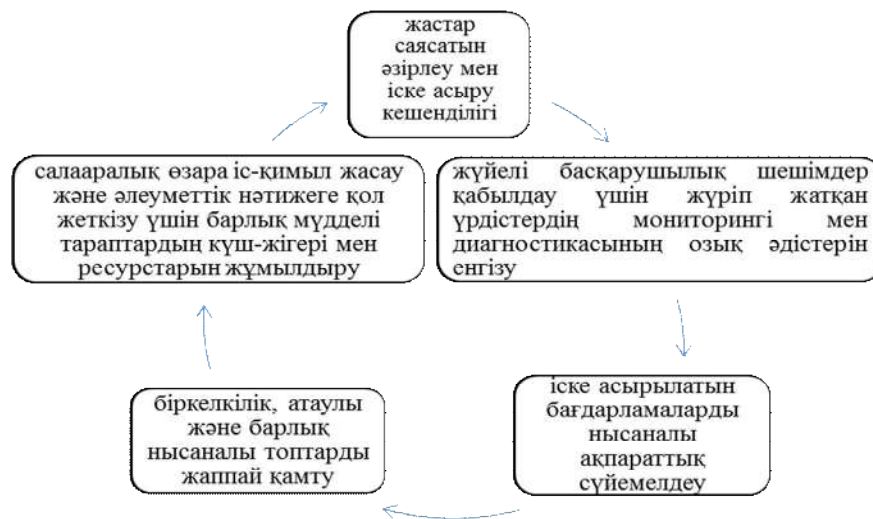 жастар
саясатын
әзірлеу мен
іске асыру
кешенділігі
жүйелі басқарушылық шешімдер
қабылдау үшін жүріп жатқан
үрдістердің мониторингі мен
диагностикасының озық әдістерін
енгізу
іске асырылатын
бағдарламаларды
нысаналы
ақпараттық
сүйемелдеу
біркелкілік, атаулы
және барлық
нысаналы топтарды
жаппай қамту
салааралық өзара іс-қимыл жасау
және әлеуметтік нәтижеге қол
жеткізу үшін барлық мүдделі
тараптардың күш-жігері мен
ресурстарын жұмылдыру